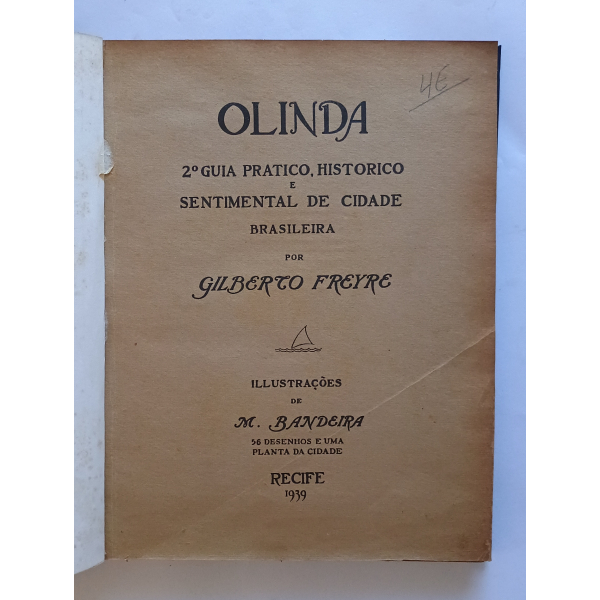 4E
OLINDA
2º GUIA PRATICO, HISTORICO
E
SENTIMENTAL DE CIDADE
BRASILEIRA
POR
GILBERTO FREYRE
ILLUSTRAÇÕES
DE
M. BANDEIRA
56 DESENHOS E UMA
PLANTA DA CIDADE
RECIFE
1939